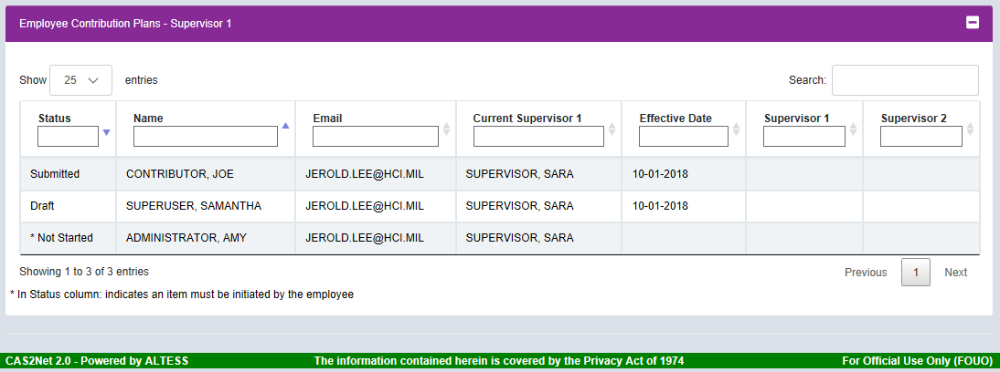 Employee Contribution Plans - Supervisor 1
Show 25 entries Search:
Status Name Email Current Supervisor 1 Effective Date Supervisor 1 Supervisor 2
Submitted CONTRIBUTOR, JOE JEROLD.LEE@HCI.MIL SUPERVISOR, SARA 10-01-2018
Draft SUPERUSER, SAMANTHA JEROLD.LEE@HCI.MIL SUPERVISOR, SARA 10-01-2018
* Not Started ADMINISTRATOR, AMY JEROLD.LEE@HCI.MIL SUPERVISOR, SARA
Showing 1 to 3 of 3 entries Previous 1 Next
* In Status column: indicates an item must be initiated by the employee
CAS2Net 2.0 - Powered by ALTESS The information contained herein is covered by the Privacy Act of 1974 For Official Use Only (FOUO)